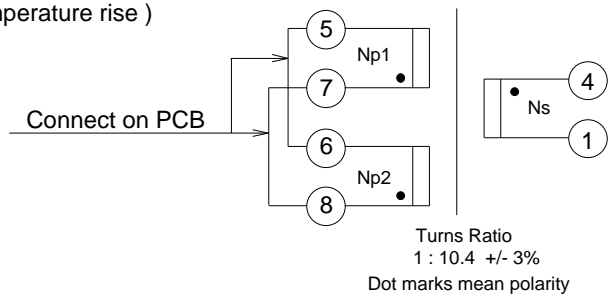 5
Np1
7
4
Ns
Connect on PCB
1
6
Np2
8
Turns Ratio
1 : 10.4 +/- 3%
Dot marks mean polarity
rise )